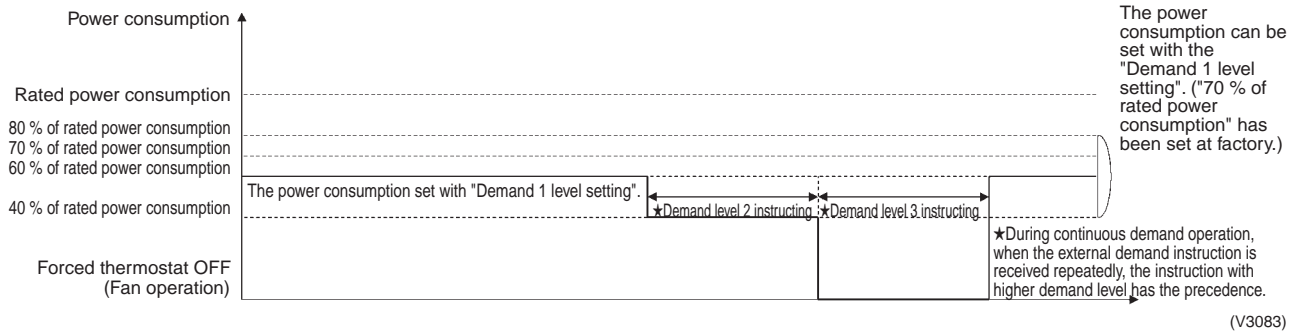 Power consumption
Rated power consumption
80 % of rated power consumption
70 % of rated power consumption
60 % of rated power consumption
40 % of rated power consumption
Forced thermostat OFF
(Fan operation)
The power consumption set with "Demand 1 level setting".
★Demand level 2 instructing
★Demand level 3 instructing
The power
consumption can be
set with the
"Demand 1 level
setting". ("70 % of
rated power
consumption" has
been set at factory.)
★During continuous demand operation,
when the external demand instruction is
received repeatedly, the instruction with
higher demand level has the precedence.
(V3083)